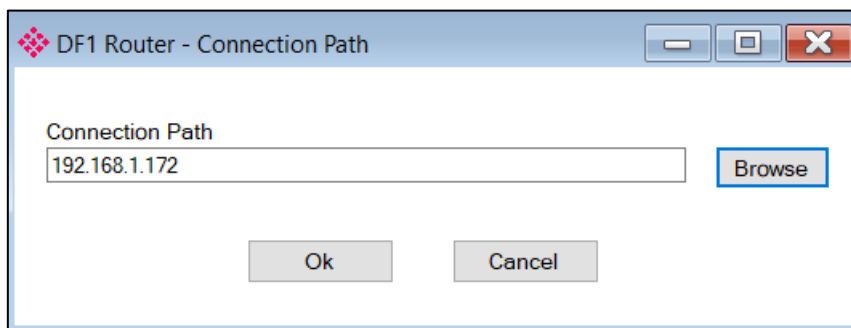 DF1 Router - Connection Path
Connection Path
192.168.1.172
Browse
Ok
Cancel